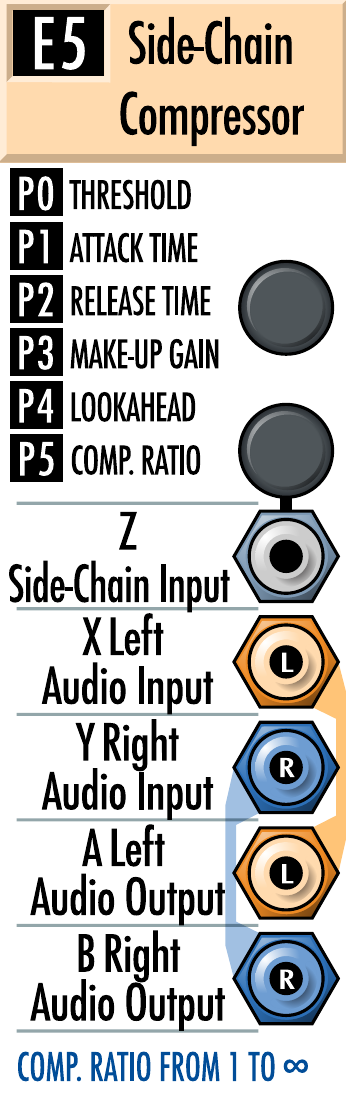 E5 Side-Chain
Compressor
P0 THRESHOLD
P1 ATTACK TIME
P2 RELEASE TIME
P3 MAKE-UP GAIN
P4 LOOKAHEAD
P5 COMP. RATIO
Z
Side-Chain Input
X Left
Audio Input
L
Y Right
Audio Input
R
A Left
Audio Output
L
B Right
Audio Output
R
COMP. RATIO FROM 1 TO ∞